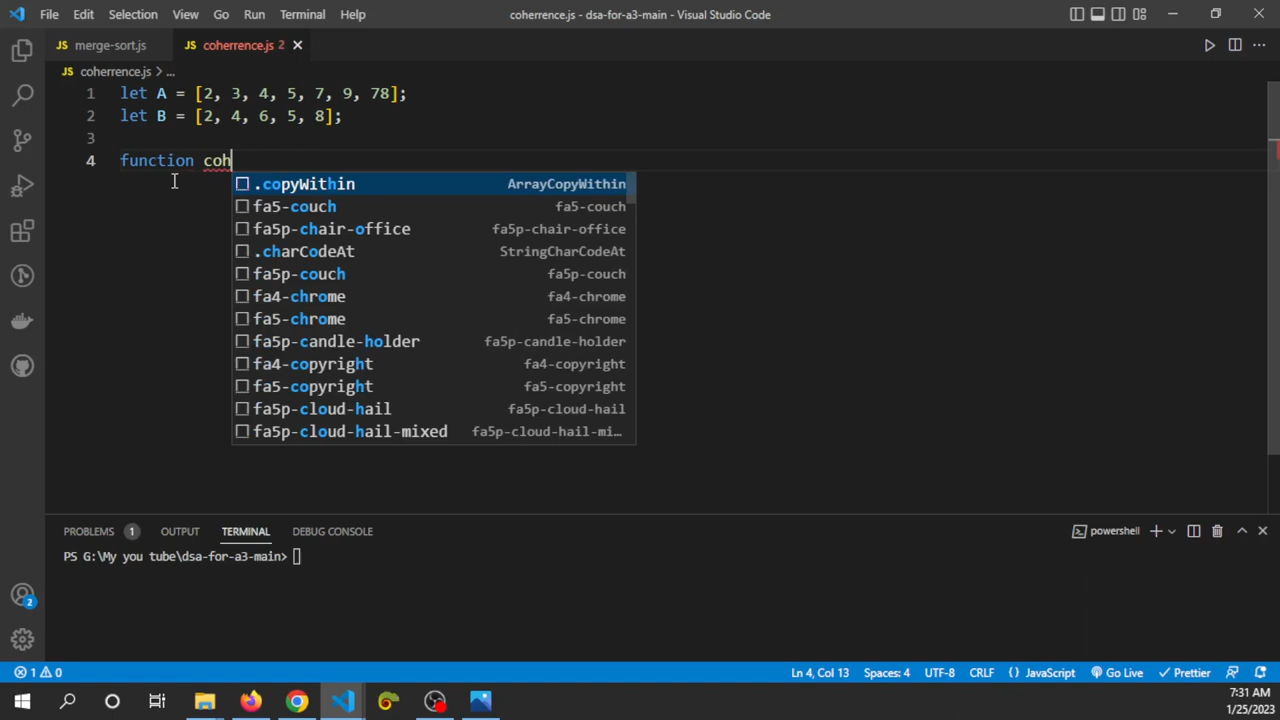 File Edit Selection View Go Run Terminal Help coherrence.js - dsa-for-a3-main - Visual Studio Code
JS merge-sort.js JS coherrence.js 2
JS coherrence.js > ...
1 let A = [2, 3, 4, 5, 7, 9, 78];
2 let B = [2, 4, 6, 5, 8];
3
4 function coh
.copyWithin ArrayCopyWithin
fa5-couch fa5-couch
fa5p-chair-office fa5p-chair-office
.charCodeAt StringCharCodeAt
fa5p-couch fa5p-couch
fa4-chrome fa4-chrome
fa5-chrome fa5-chrome
fa5p-candle-holder fa5p-candle-holder
fa4-copyright fa4-copyright
fa5-copyright fa5-copyright
fa5p-cloud-hail fa5p-cloud-hail
fa5p-cloud-hail-mixed fa5p-cloud-hail-mi...
PROBLEMS 1 OUTPUT TERMINAL DEBUG CONSOLE powershell
PS G:\My you tube\dsa-for-a3-main>
2
1 0 Ln 4, Col 13 Spaces: 4 UTF-8 CRLF {} JavaScript Go Live Prettier
7:31 AM
1/25/2023